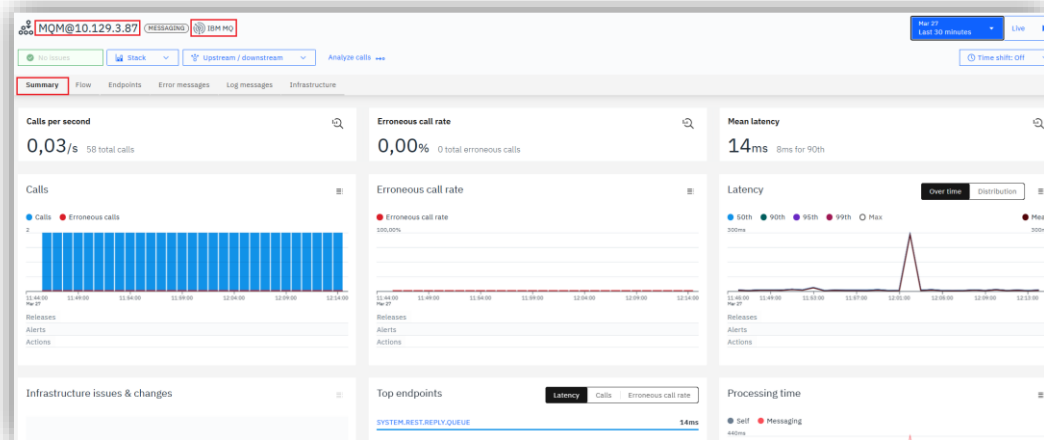 MQM@10.129.3.87 MESSAGING IBM MQ
Mar 27
Last 30 minutes
Live
No issues Stack Upstream / downstream Analyze calls
Time shift: Off
Summary Flow Endpoints Error messages Log messages Infrastructure
Calls per second
0,03/s 58 total calls
Erroneous call rate
0,00% 0 total erroneous calls
Mean latency
14ms 8ms for 90th
Calls
Calls Erroneous calls
2
11:44:00 11:49:00 11:54:00 11:59:00 12:04:00 12:09:00 12:14:00
Mar 27
Releases
Alerts
Actions
Erroneous call rate
Erroneous call rate
100,00%
11:44:00 11:49:00 11:54:00 11:59:00 12:04:00 12:09:00 12:14:00
Mar 27
Releases
Alerts
Actions
Latency Over time Distribution
50th 90th 95th 99th Max
300ms
11:45:00 11:49:00 11:53:00 11:57:00 12:01:00 12:05:00 12:09:00 12:13:00
Mar 27
Releases
Alerts
Actions
Infrastructure issues & changes
Top endpoints Latency Calls Erroneous call rate
SYSTEM.REST.REPLY.QUEUE 14ms
Processing time
Self Messaging
440ms